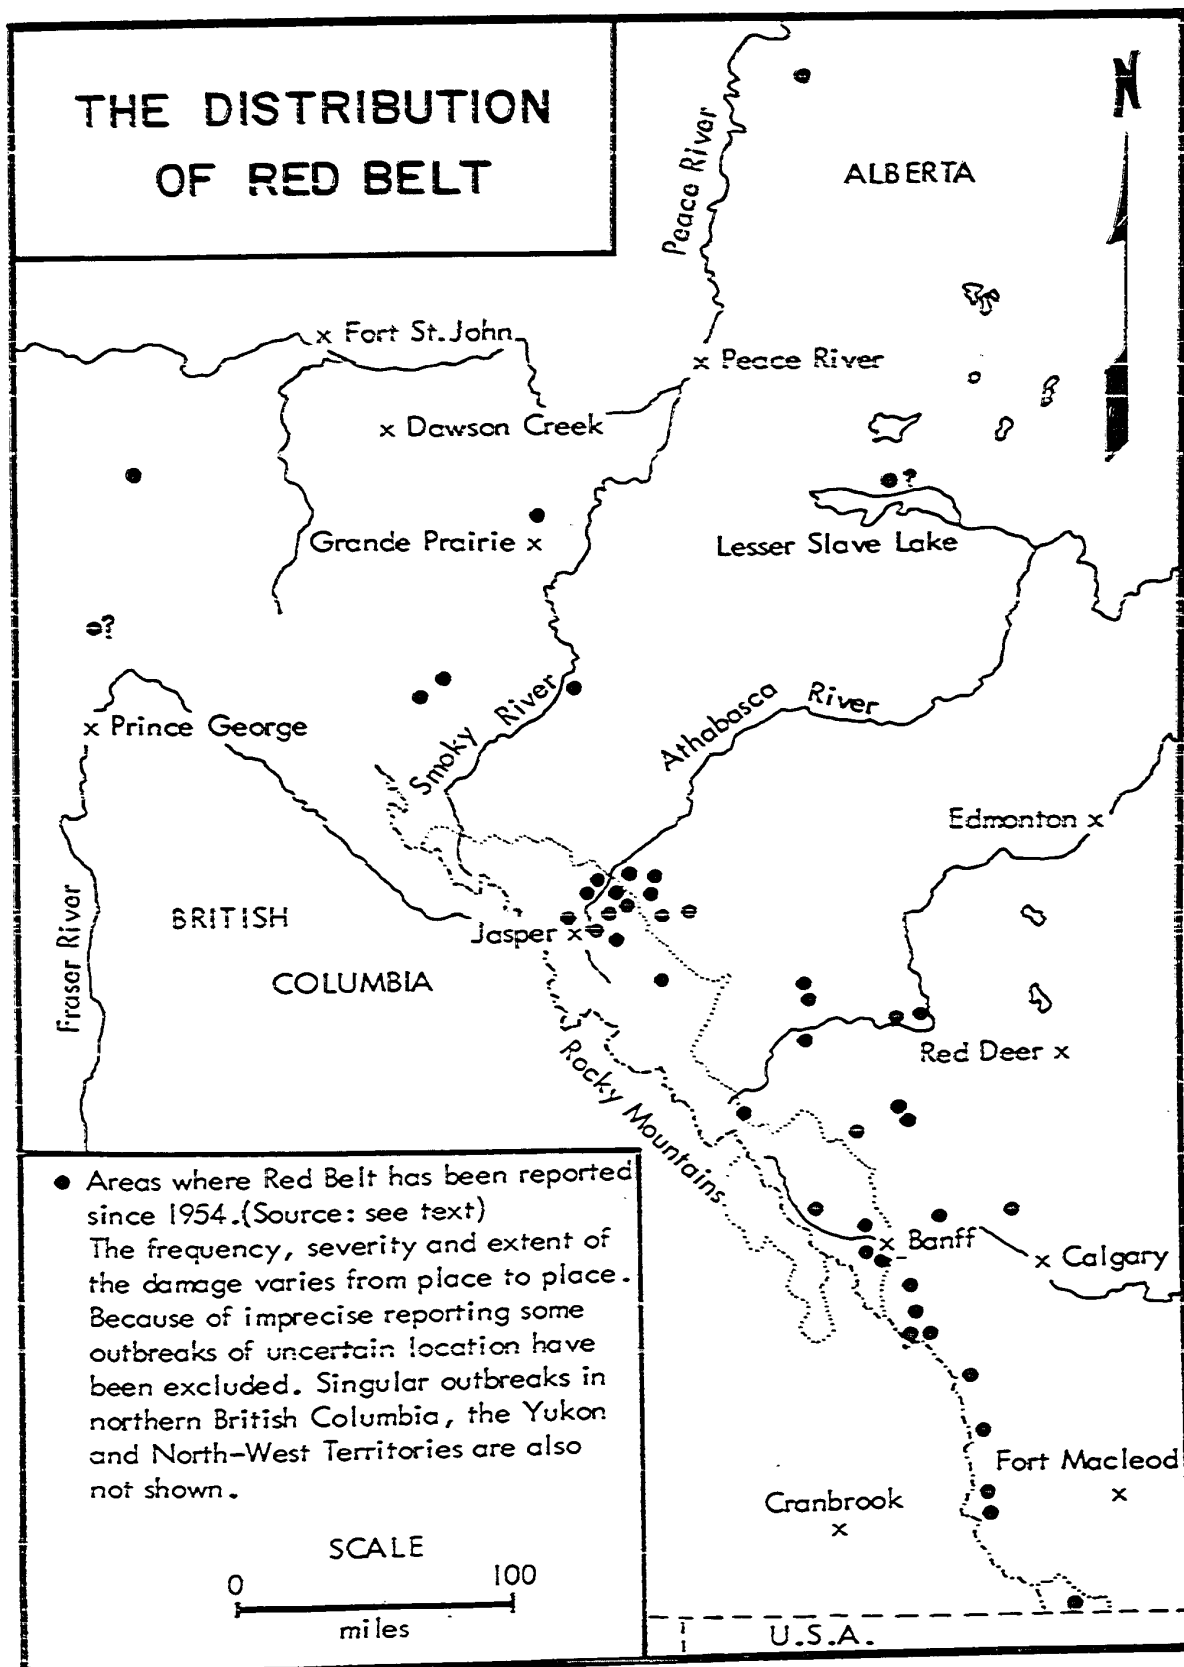 THE DISTRIBUTION
OF RED BELT
N
Peace River
ALBERTA
x Fort St.John
x Peace River
x Dawson Creek
?
Grande Prairie x
Lesser Slave Lake
?
x Prince George
Smoky River
Athabasca River
Edmonton x
Fraser River
BRITISH
COLUMBIA
Jasper x
Red Deer x
Rocky Mountains
x Banff
x Calgary
Fort Macleod
x
Cranbrook
x
U.S.A.
● Areas where Red Belt has been reported
since 1954.(Source: see text)
The frequency, severity and extent of
the damage varies from place to place.
Because of imprecise reporting some
outbreaks of uncertain location have
been excluded. Singular outbreaks in
northern British Columbia, the Yukon
and North-West Territories are also
not shown.
SCALE
0 100
miles